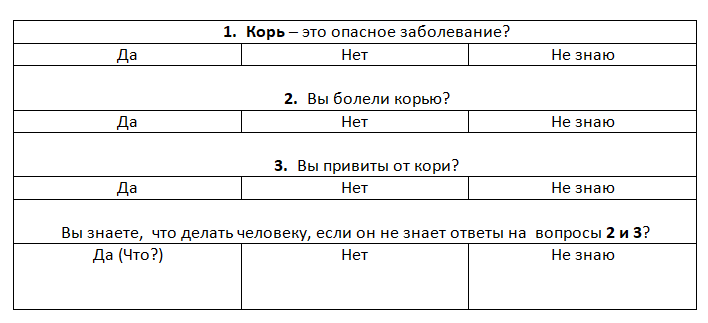 1. Корь – это опасное заболевание?
Да Нет Не знаю
2. Вы болели корью?
Да Нет Не знаю
3. Вы привиты от кори?
Да Нет Не знаю
Вы знаете, что делать человеку, если он не знает ответы на вопросы 2 и 3?
Да (Что?) Нет Не знаю